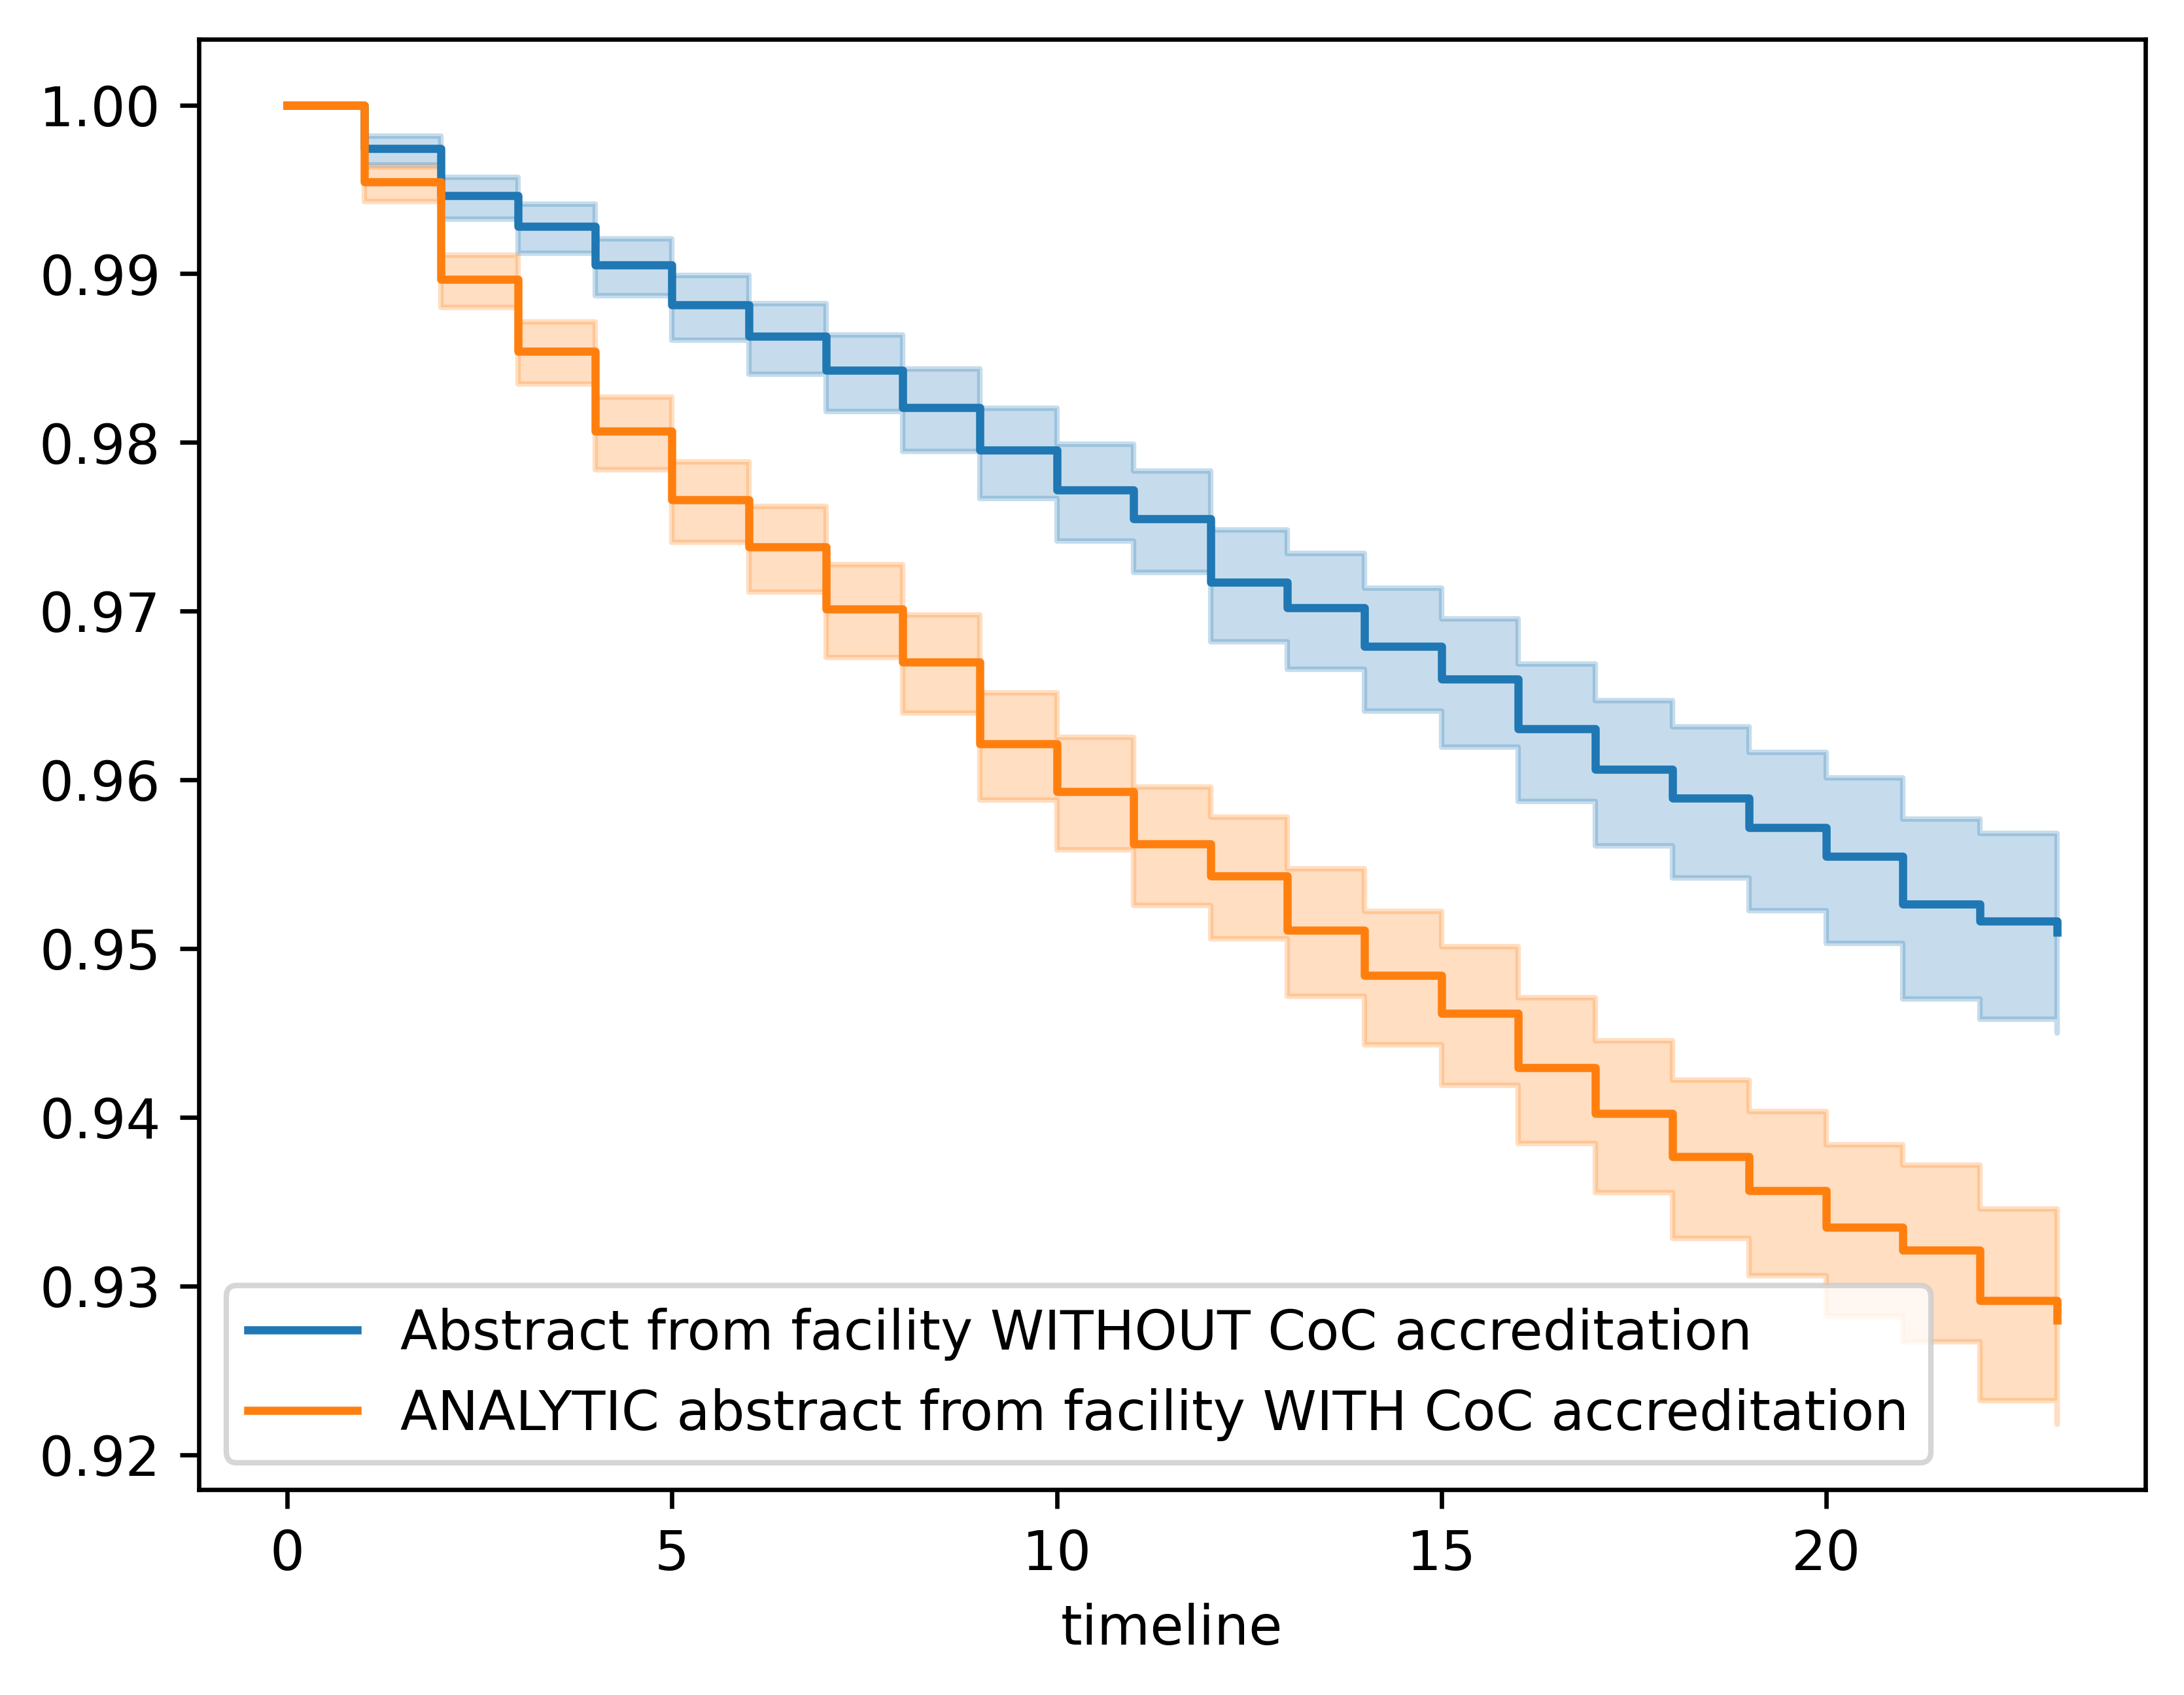 1.00
0.99
0.98
0.97
0.96
0.95
0.94
0.93
0.92
Abstract from facility WITHOUT CoC accreditation
ANALYTIC abstract from facility WITH CoC accreditation
0 5 10 15 20
timeline